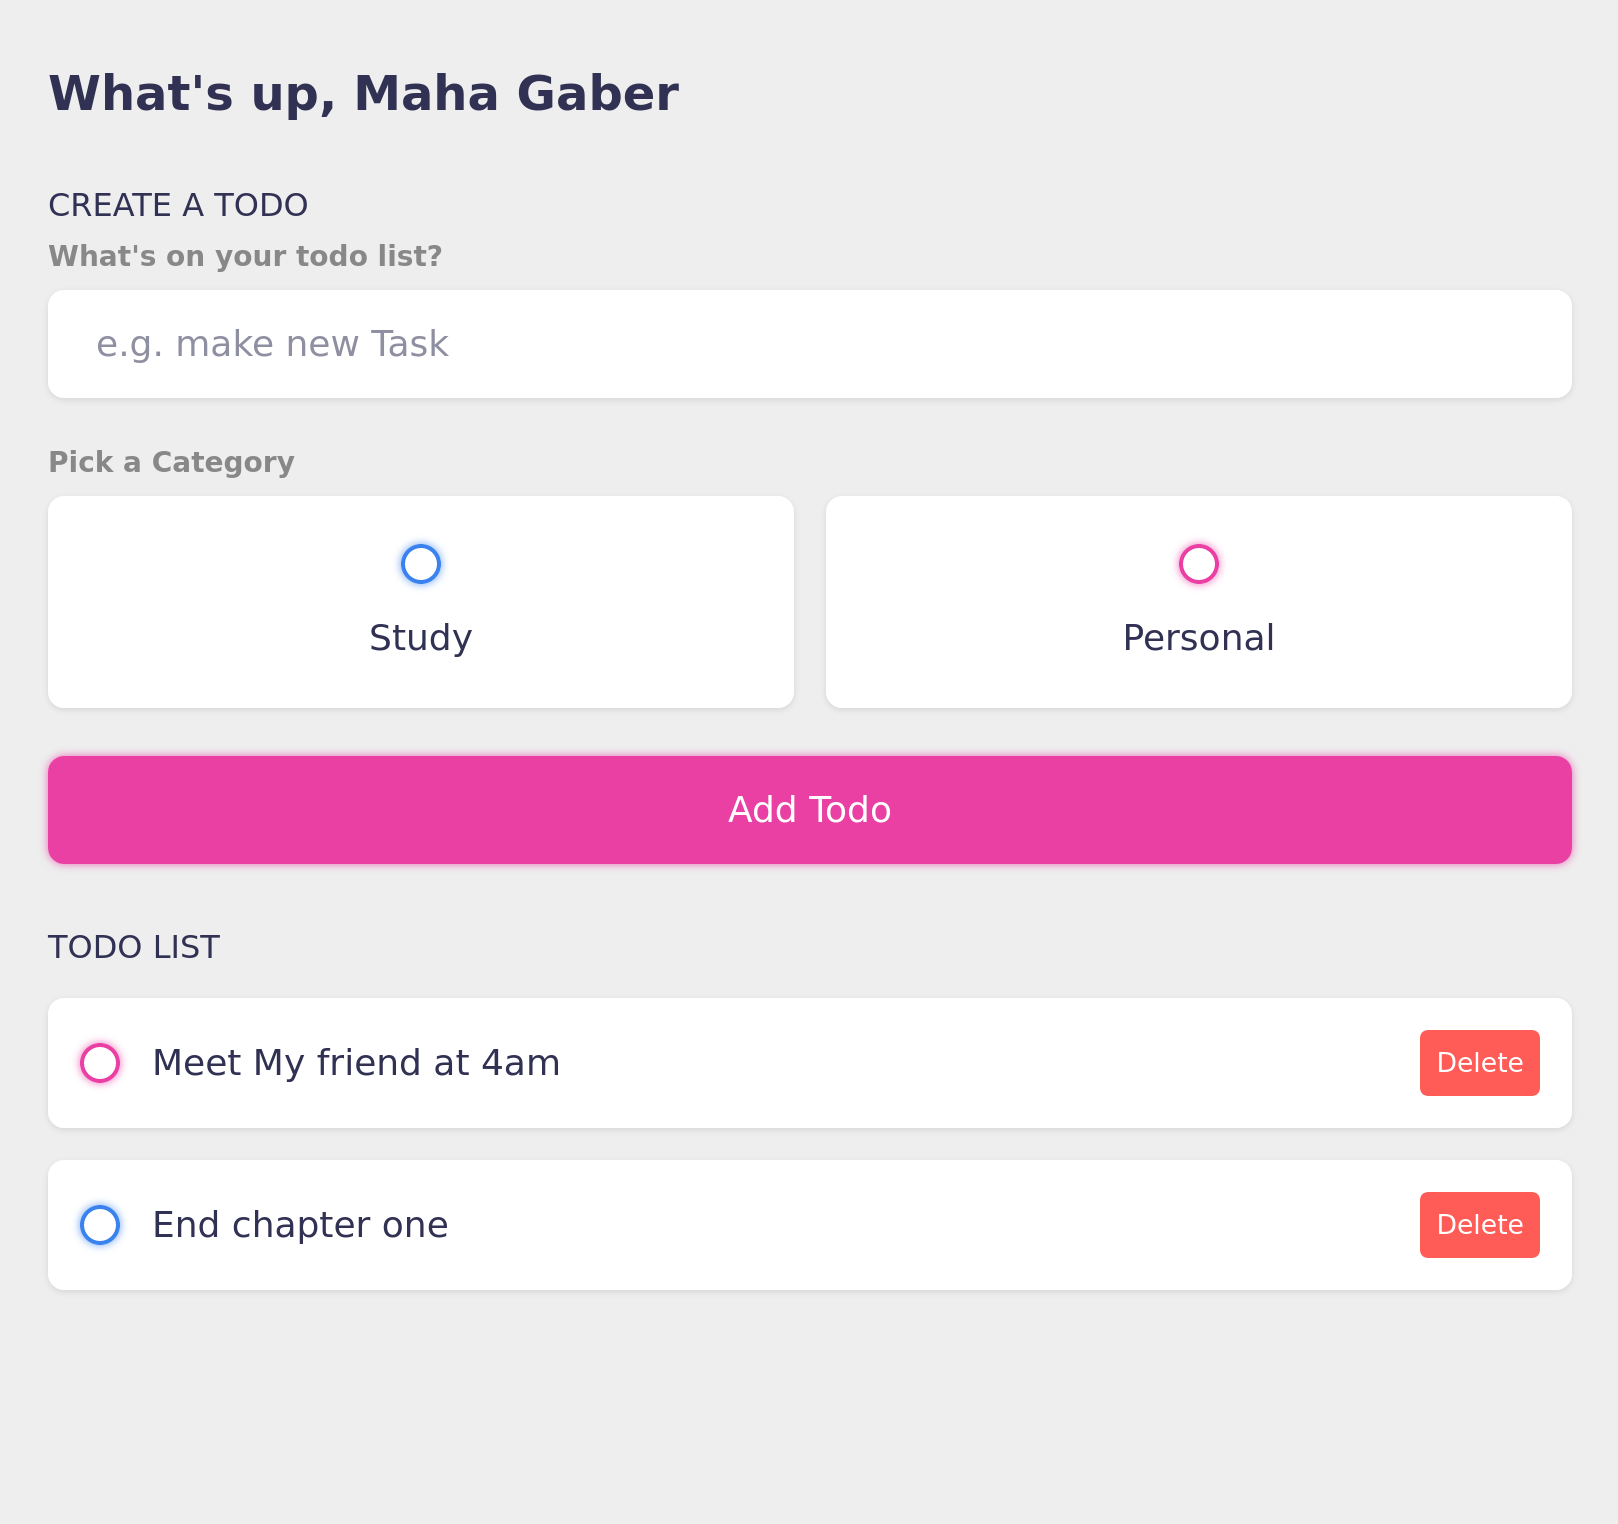 What's up, Maha Gaber
CREATE A TODO
What's on your todo list?
e.g. make new Task
Pick a Category
Study
Personal
Add Todo
TODO LIST
Meet My friend at 4am
Delete
End chapter one
Delete